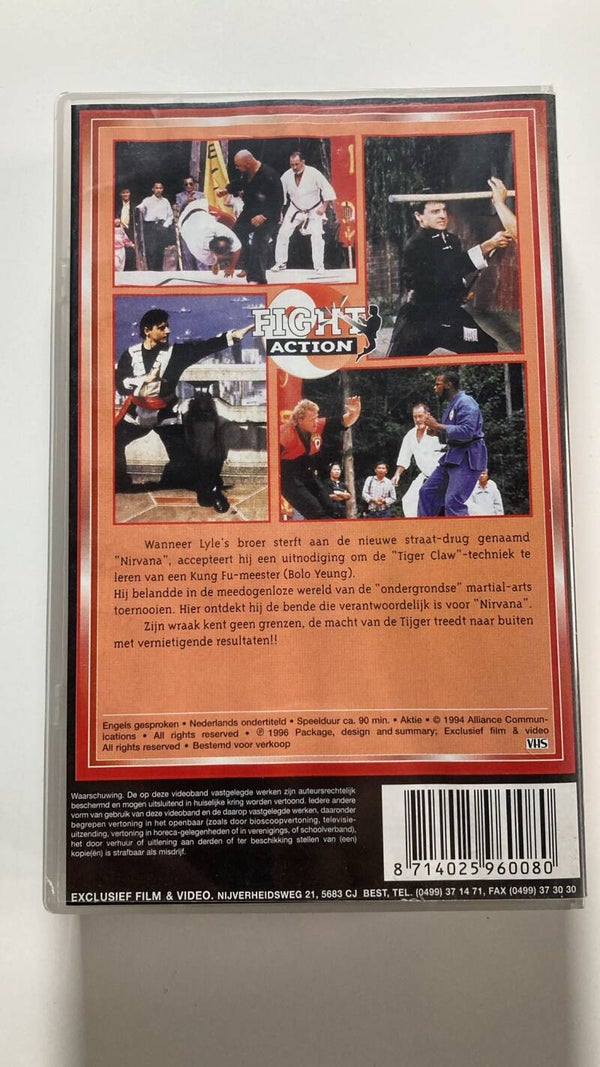 FIGHT
ACTION
Wanneer Lyle's broer sterft aan de nieuwe straat-drug genaamd
"Nirvana", accepteert hij een uitnodiging om de "Tiger Claw"-techniek te
leren van een Kung Fu-meester (Bolo Yeung).
Hij belandde in de meedogenloze wereld van de "ondergrondse" martial-arts
toernooien. Hier ontdekt hij de bende die verantwoordelijk is voor "Nirvana".
Zijn wraak kent geen grenzen, de macht van de Tijger treedt naar buiten
met vernietigende resultaten!!
Engels gesproken • Nederlands ondertiteld • Speelduur ca. 90 min. • Aktie • © 1994 Alliance Commun-
ications • All rights reserved • ℗ 1996 Package, design and summary; Exclusief film & video
All rights reserved • Bestemd voor verkoop
VHS
Waarschuwing. De op deze videoband vastgelegde werken zijn auteursrechtelijk
beschermd en mogen uitsluitend in huiselijke kring worden vertoond. Iedere andere
vorm van gebruik van deze videoband en de daarop vastgelegde werken, daaronder
begrepen vertoning in het openbaar (zoals door bioscoopvertoning, televisie-
uitzending, vertoning in horeca-gelegenheden of in verenigings, of schoolverband),
het door verhuur of uitlening aan derden of ter beschikking stellen van (een)
kopie(ën) is strafbaar als misdrijf.
8 714025 960080
EXCLUSIEF FILM & VIDEO. NIJVERHEIDSWEG 21, 5683 CJ BEST, TEL. (0499) 37 14 71, FAX (0499) 37 30 30